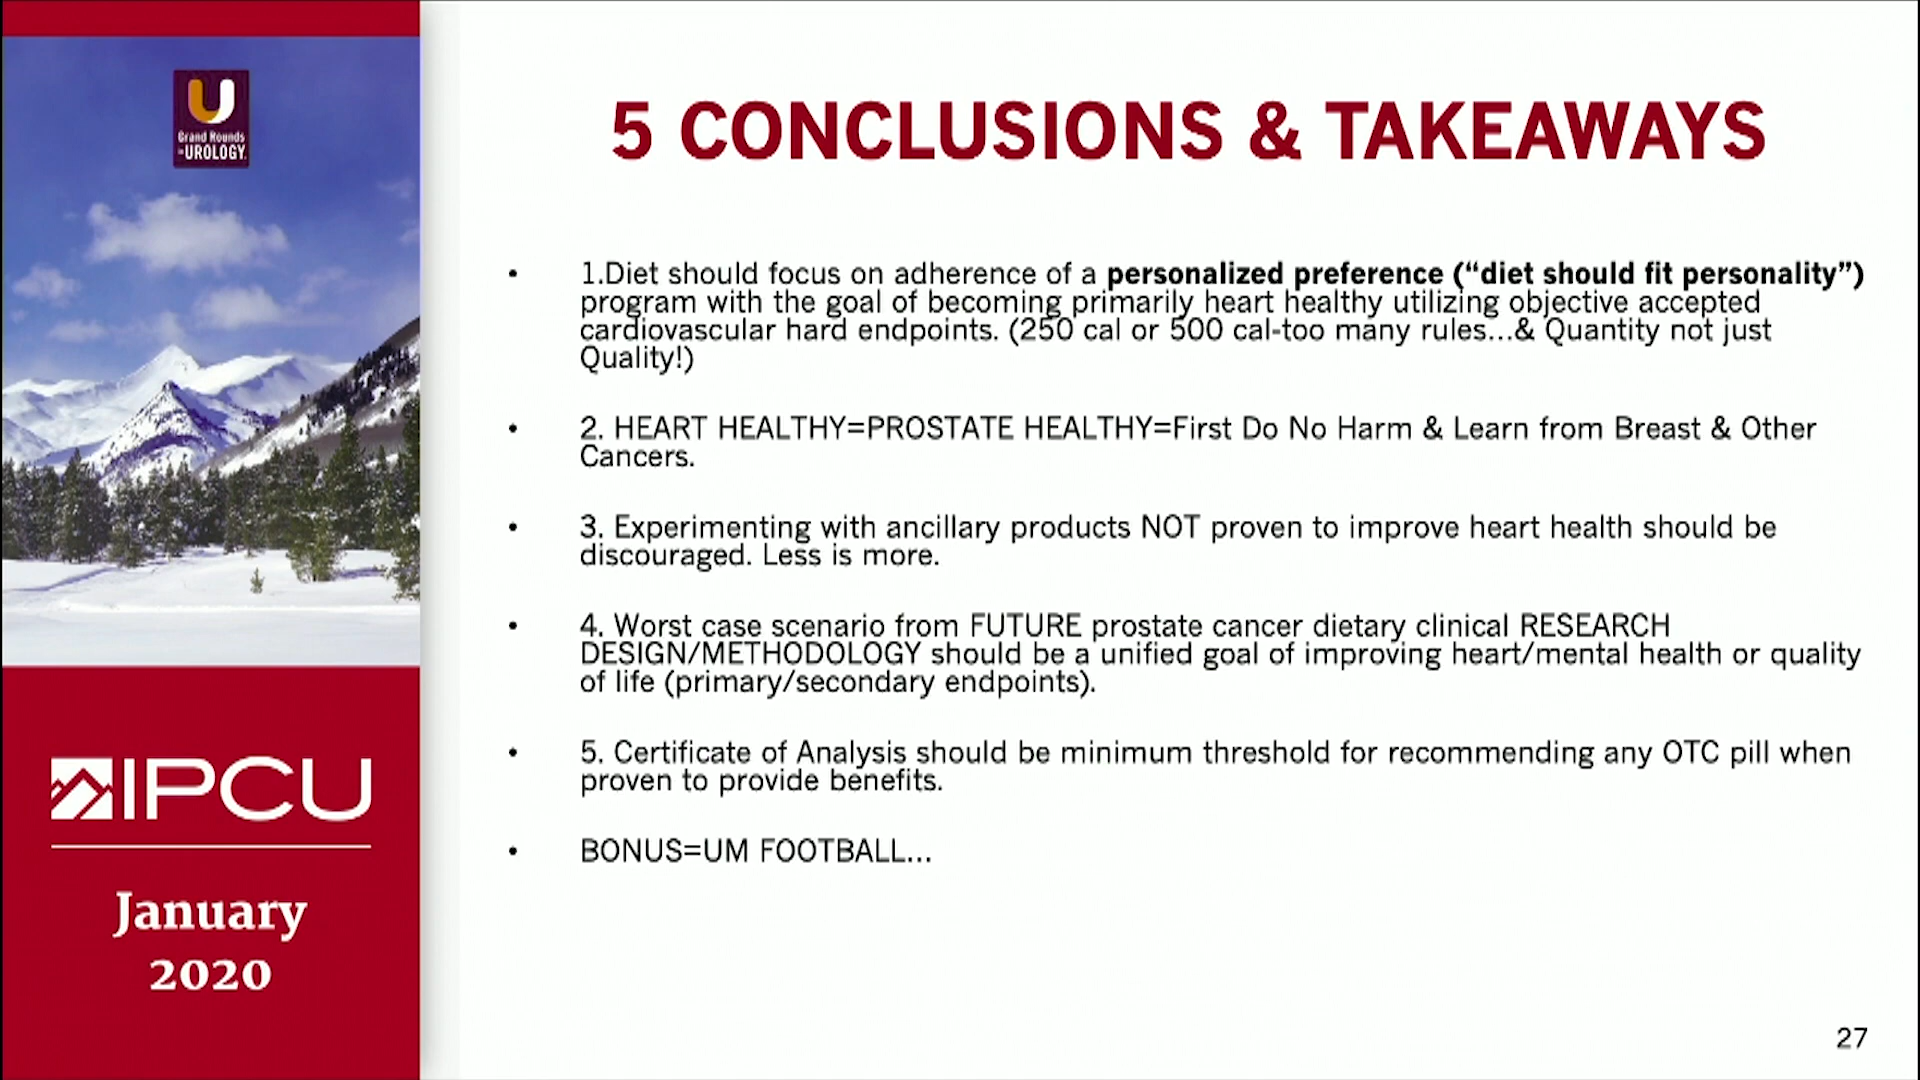 Grand Rounds
in UROLOGY
IPCU
January
2020
5 CONCLUSIONS & TAKEAWAYS
• 1.Diet should focus on adherence of a personalized preference (“diet should fit personality”)
program with the goal of becoming primarily heart healthy utilizing objective accepted
cardiovascular hard endpoints. (250 cal or 500 cal-too many rules...& Quantity not just
Quality!)
• 2. HEART HEALTHY=PROSTATE HEALTHY=First Do No Harm & Learn from Breast & Other
Cancers.
• 3. Experimenting with ancillary products NOT proven to improve heart health should be
discouraged. Less is more.
• 4. Worst case scenario from FUTURE prostate cancer dietary clinical RESEARCH
DESIGN/METHODOLOGY should be a unified goal of improving heart/mental health or quality
of life (primary/secondary endpoints).
• 5. Certificate of Analysis should be minimum threshold for recommending any OTC pill when
proven to provide benefits.
• BONUS=UM FOOTBALL...
27